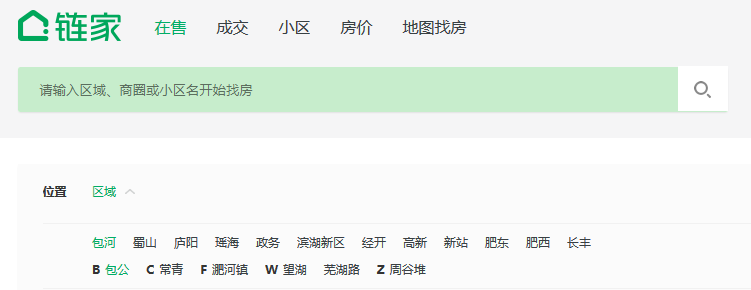 链家 在售 成交 小区 房价 地图找房
请输入区域、商圈或小区名开始找房
位置 区域
包河 蜀山 庐阳 瑶海 政务 滨湖新区 经开 高新 新站 肥东 肥西 长丰
B 包公 C 常青 F 淝河镇 W 望湖 芜湖路 Z 周谷堆